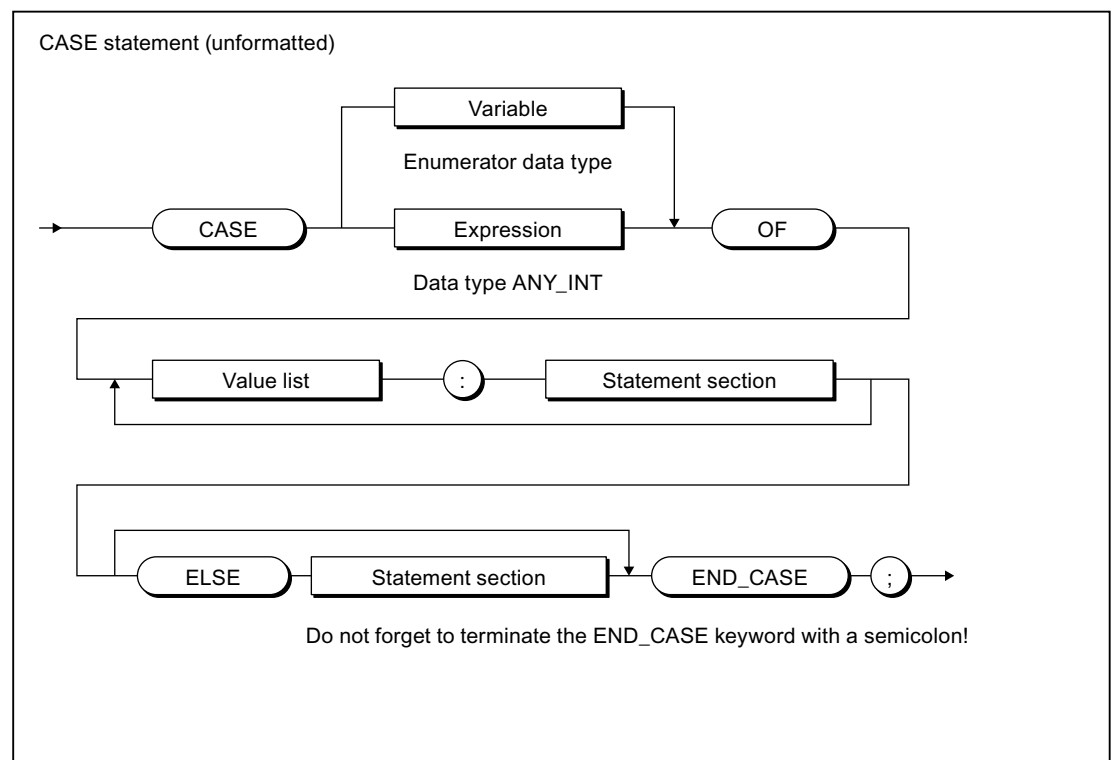 CASE statement (unformatted)
Variable
Enumerator data type
CASE
Expression
OF
Data type ANY_INT
Value list
:
Statement section
ELSE
Statement section
END_CASE
;
Do not forget to terminate the END_CASE keyword with a semicolon!